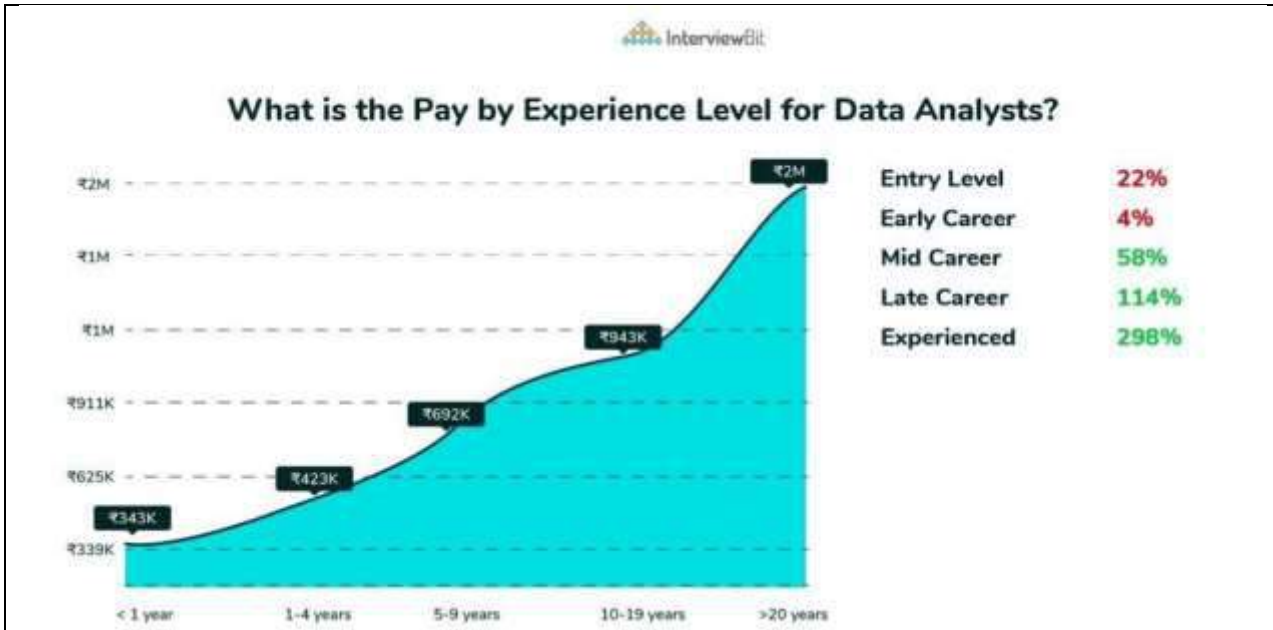 InterviewBit
What is the Pay by Experience Level for Data Analysts?
₹2M
₹1M
₹1M
₹911K
₹625K
₹339K
₹343K
₹423K
₹692K
₹943K
₹2M
< 1 year
1-4 years
5-9 years
10-19 years
>20 years
Entry Level 22%
Early Career 4%
Mid Career 58%
Late Career 114%
Experienced 298%